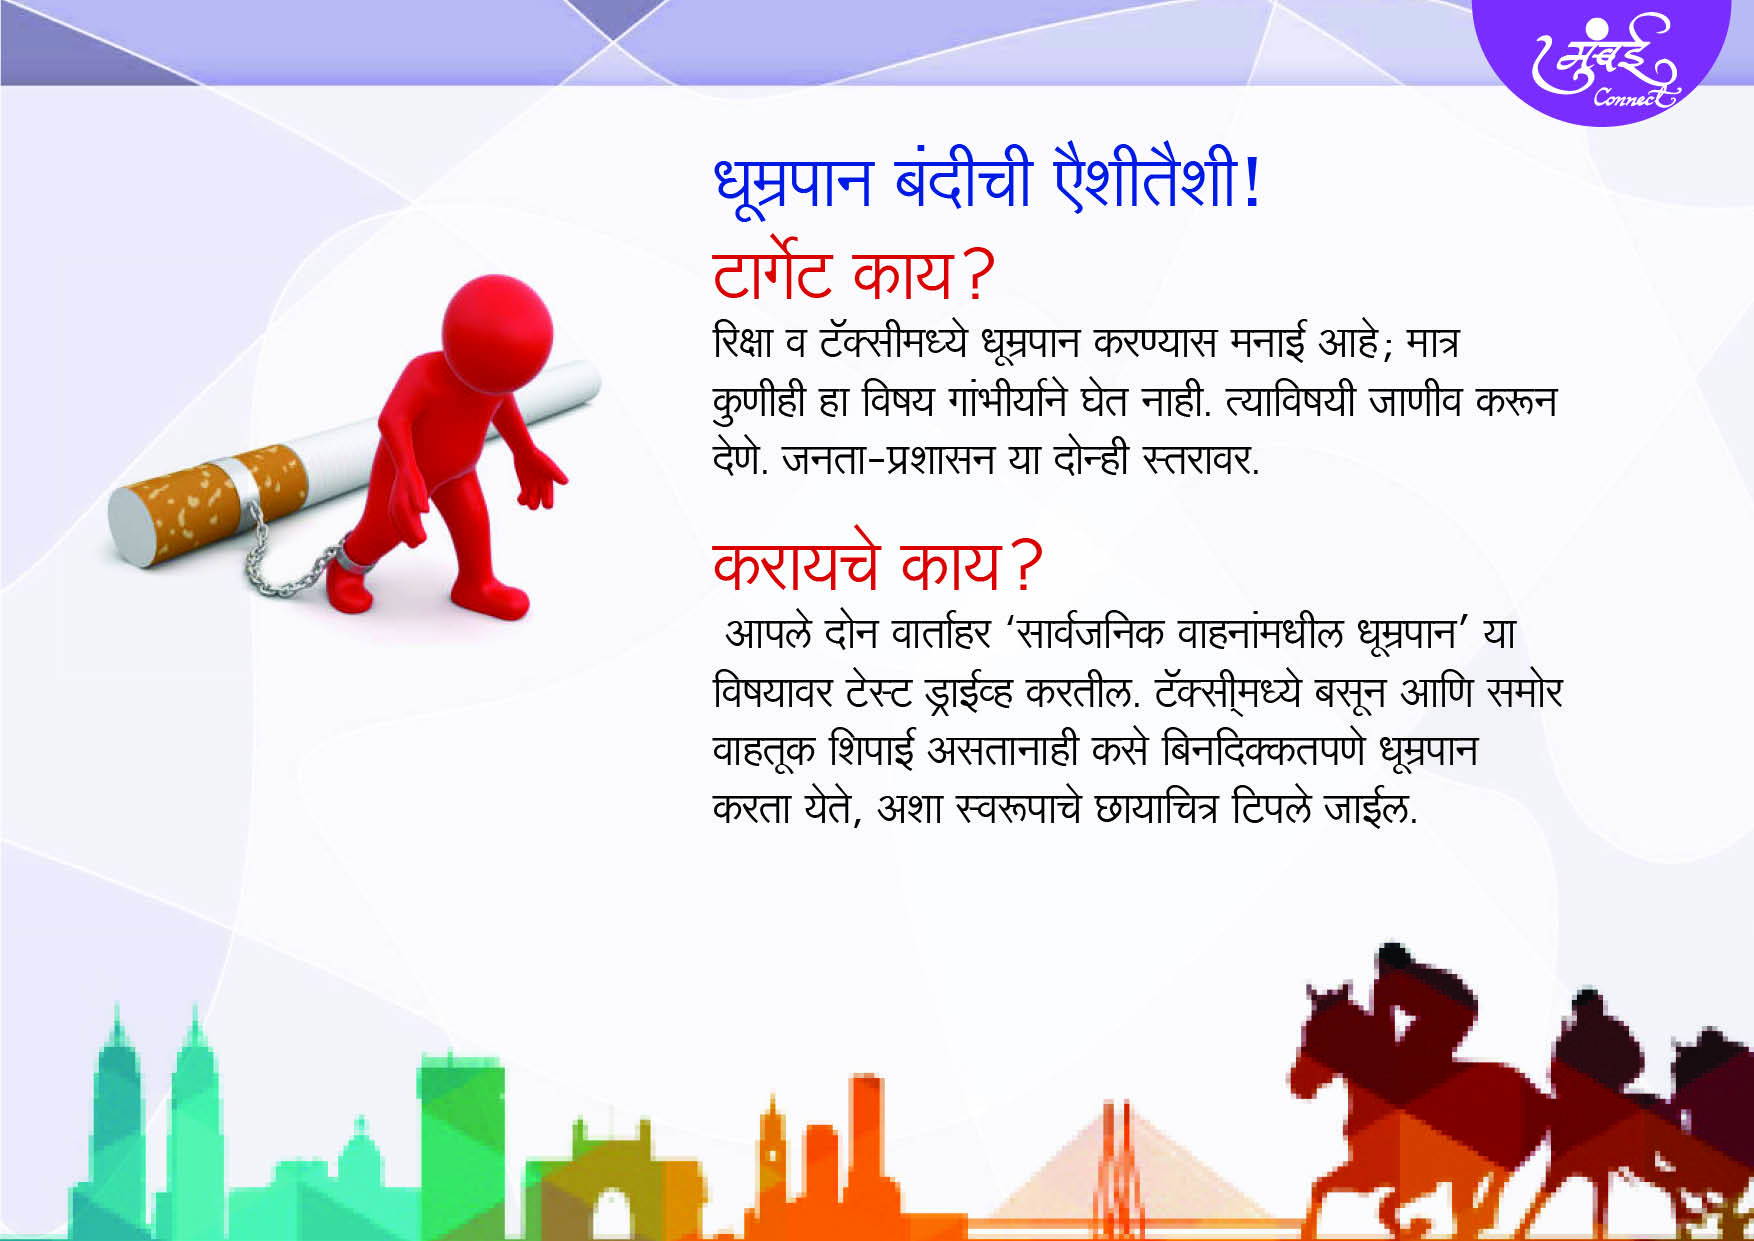 मुंबई
Connect
धूम्रपान बंदीची ऐशीतैशी!
टार्गेट काय?
रिक्षा व टॅक्सीमध्ये धूम्रपान करण्यास मनाई आहे; मात्र
कुणीही हा विषय गांभीर्याने घेत नाही. त्याविषयी जाणीव करून
देणे. जनता-प्रशासन या दोन्ही स्तरावर.
करायचे काय?
आपले दोन वार्ताहर ‘सार्वजनिक वाहनांमधील धूम्रपान’ या
विषयावर टेस्ट ड्राईव्ह करतील. टॅक्सी्मध्ये बसून आणि समोर
वाहतूक शिपाई असतानाही कसे बिनदिक्कतपणे धूम्रपान
करता येते, अशा स्वरूपाचे छायाचित्र टिपले जाईल.